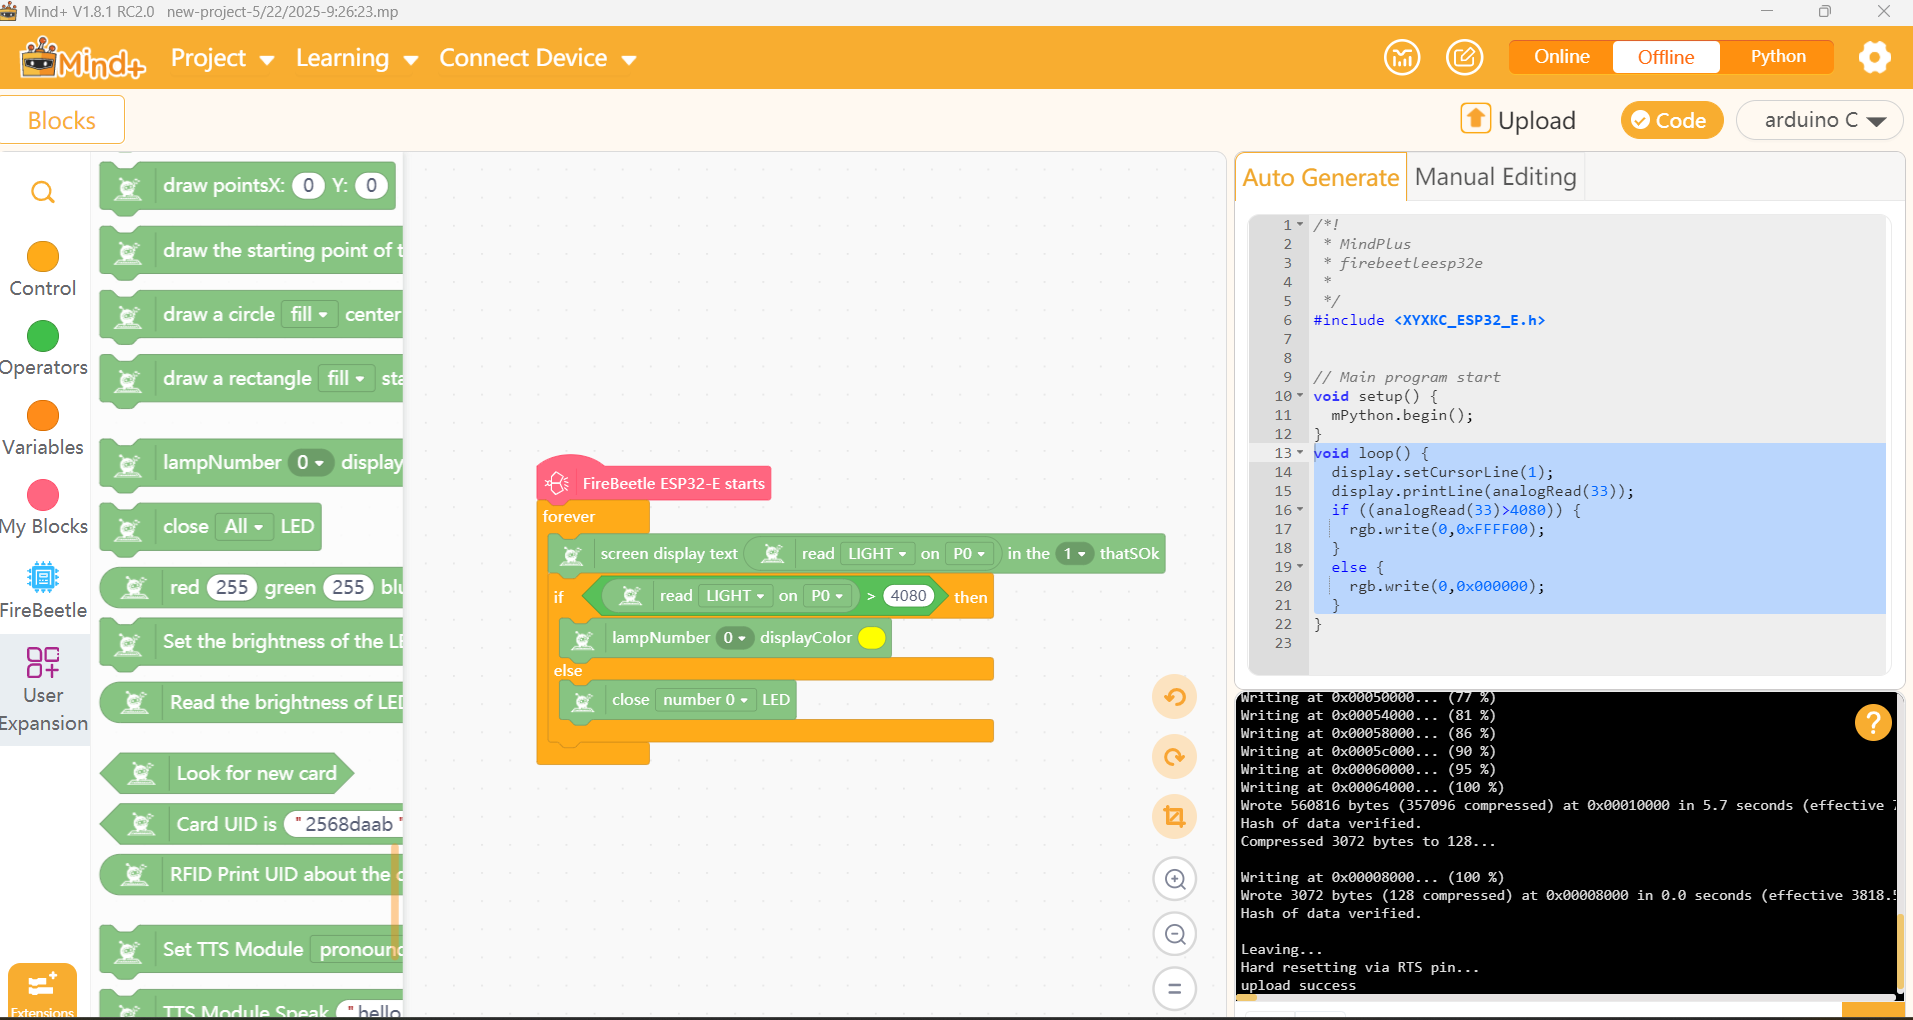 Mind+ V1.8.1 RC2.0 new-project-5/22/2025-9:26:23.mp
Mind+ Project Learning Connect Device Online Offline Python
Blocks Upload Code arduino C
Control
Operators
Variables
My Blocks
FireBeetle
User
Expansion
Extensions
draw pointsX: 0 Y: 0
draw the starting point of t
draw a circle fill center
draw a rectangle fill sta
lampNumber 0 display
close All LED
red 255 green 255 blu
Set the brightness of the LE
Read the brightness of LED
Look for new card
Card UID is "2568daab "
RFID Print UID about the c
Set TTS Module pronounc
TTS Module Speak "hello
FireBeetle ESP32-E starts
forever
screen display text read LIGHT on P0 in the 1 thatSOk
if read LIGHT on P0 > 4080 then
lampNumber 0 displayColor
else
close number 0 LED
Auto Generate Manual Editing
1 /*!
2 * MindPlus
3 * firebeetleesp32e
4 *
5 */
6 #include <XYXKC_ESP32_E.h>
7
8
9 // Main program start
10 void setup() {
11 mPython.begin();
12 }
13 void loop() {
14 display.setCursorLine(1);
15 display.printLine(analogRead(33));
16 if ((analogRead(33)>4080)) {
17 rgb.write(0,0xFFFF00);
18 }
19 else {
20 rgb.write(0,0x000000);
21 }
22 }
23
Writing at 0x00050000... (77 %)
Writing at 0x00054000... (81 %)
Writing at 0x00058000... (86 %)
Writing at 0x0005c000... (90 %)
Writing at 0x00060000... (95 %)
Writing at 0x00064000... (100 %)
Wrote 560816 bytes (357096 compressed) at 0x00010000 in 5.7 seconds (effective 7
Hash of data verified.
Compressed 3072 bytes to 128...
Writing at 0x00008000... (100 %)
Wrote 3072 bytes (128 compressed) at 0x00008000 in 0.0 seconds (effective 3818.5
Hash of data verified.
Leaving...
Hard resetting via RTS pin...
upload success
?